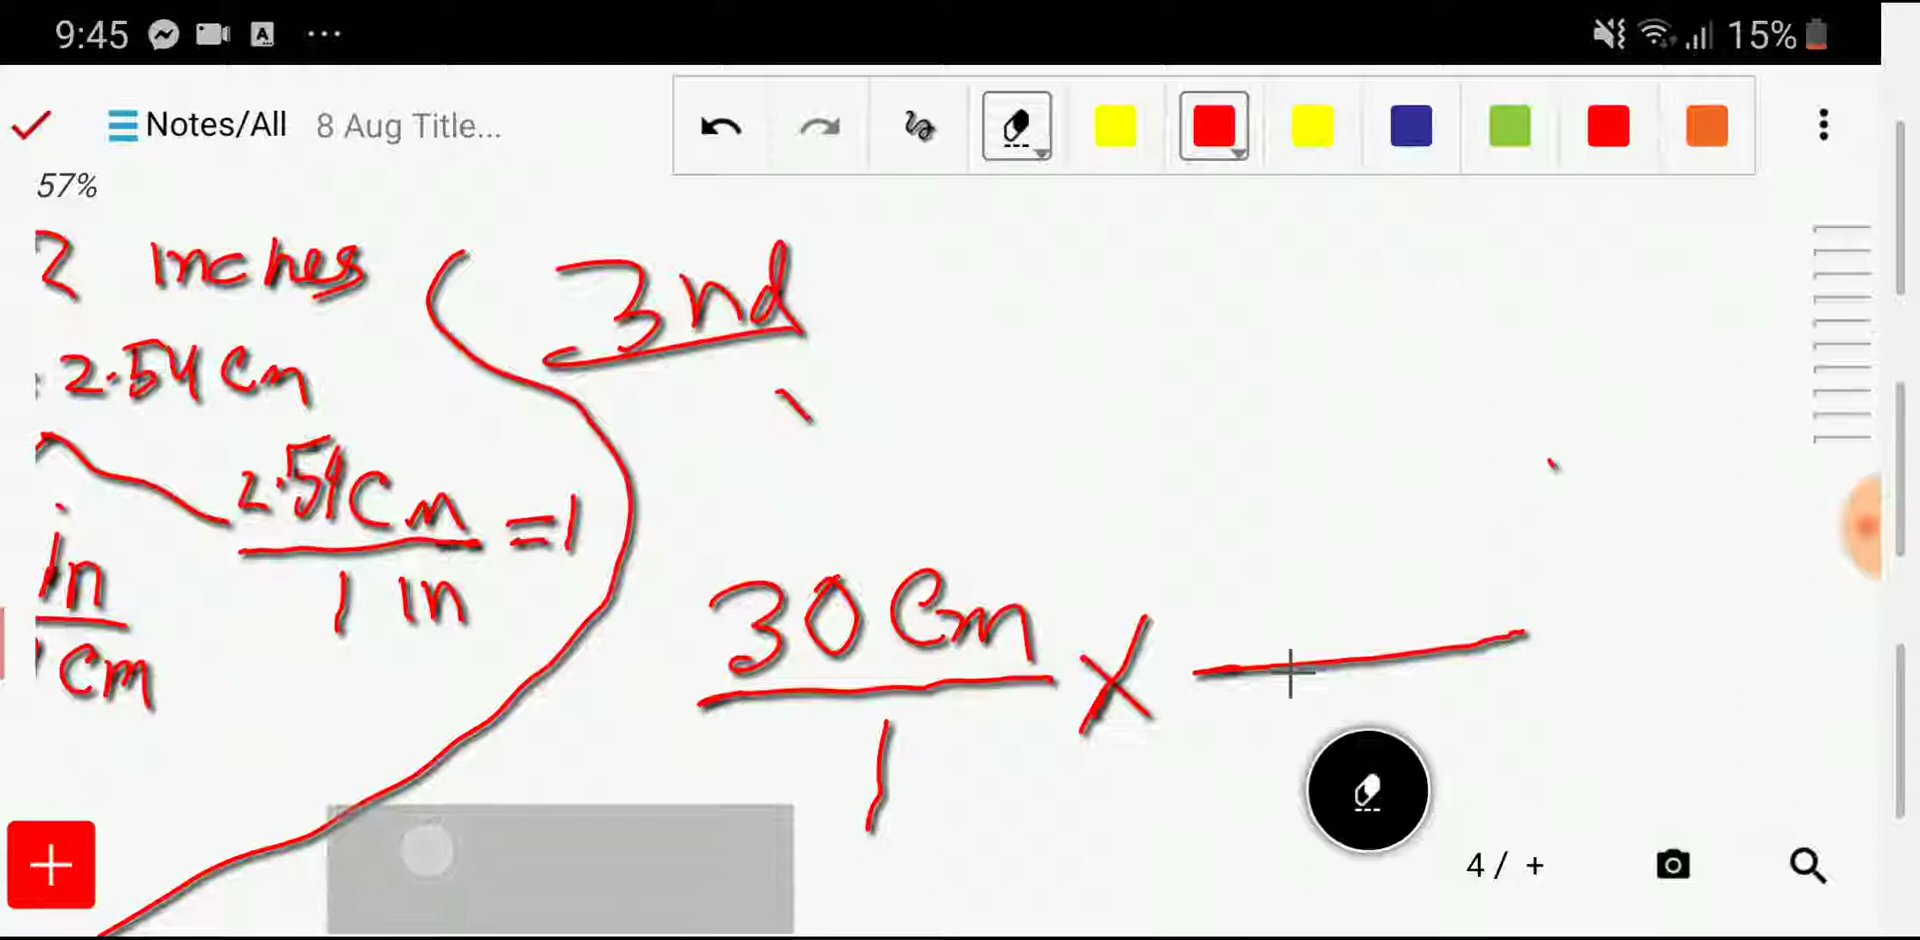 9:45 15%
Notes/All 8 Aug Title...
57%
2 inches
3nd
: 2.54 Cm
2.54 Cm
= 1
1 in
in
Cm
30 Cm
X
1
4 / +